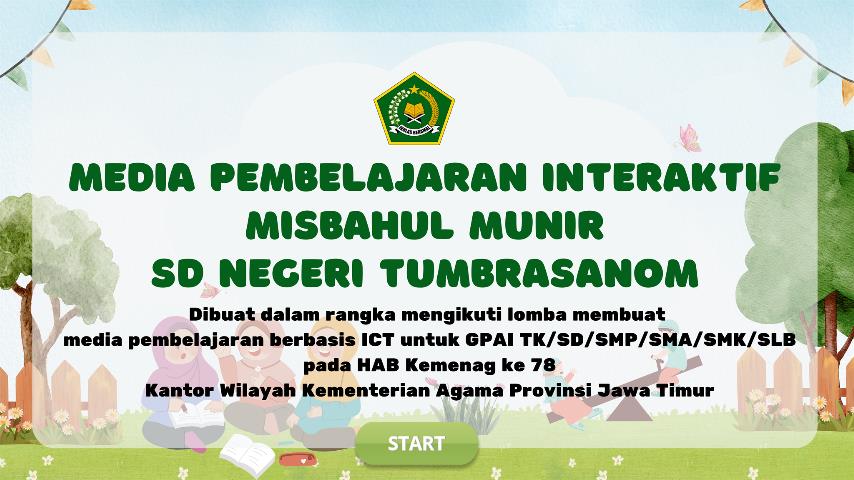 MEDIA PEMBELAJARAN INTERAKTIF
MISBAHUL MUNIR
SD NEGERI TUMBRASANOM
Dibuat dalam rangka mengikuti lomba membuat
media pembelajaran berbasis ICT untuk GPAI TK/SD/SMP/SMA/SMK/SLB
pada HAB Kemenag ke 78
Kantor Wilayah Kementerian Agama Provinsi Jawa Timur
START